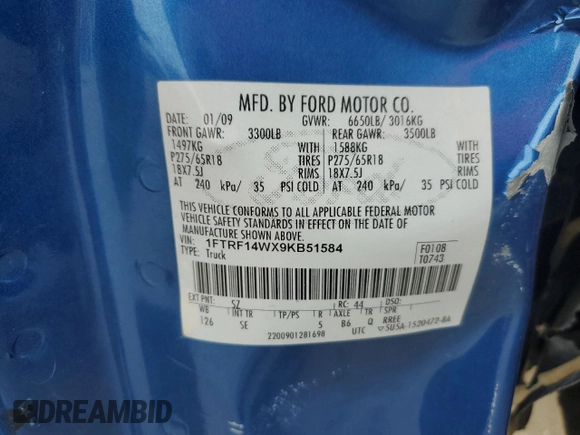 MFD. BY FORD MOTOR CO.
DATE: 01/09 GVWR: 6650LB/ 3016KG
FRONT GAWR: 3300LB REAR GAWR: 3500LB
1497KG WITH 1588KG WITH
P275/65R18 TIRES P275/65R18 TIRES
18X7.5J RIMS 18X7.5J RIMS
AT 240 kPa/ 35 PSI COLD AT 240 kPa/ 35 PSI COLD
THIS VEHICLE CONFORMS TO ALL APPLICABLE FEDERAL MOTOR
VEHICLE SAFETY STANDARDS IN EFFECT ON THE DATE OF
MANUFACTURE SHOWN ABOVE.
VIN: 1FTRF14WX9KB51584 F0108
TYPE: Truck T0743
EXT PNT: SZ RC: 44 DSO:
WB INT TR TP/PS R AXLE TR SPR
126 SE S B6 Q RREE
2200901281698 UTC
DREAMBID